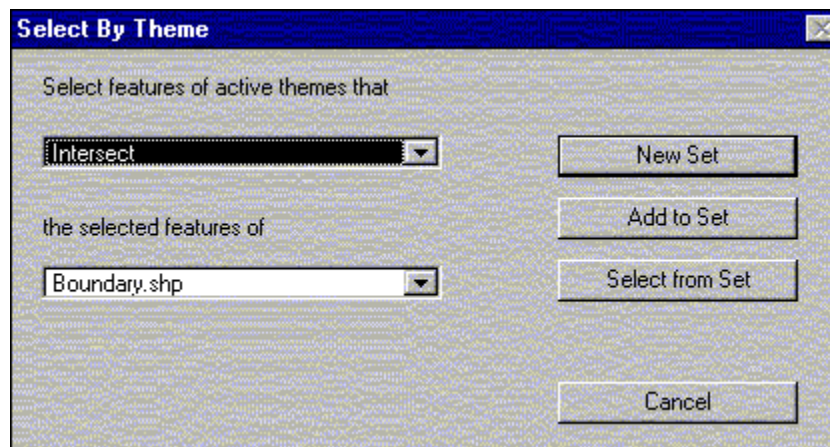 Select By Theme
Select features of active themes that
Intersect
New Set
the selected features of
Add to Set
Boundary.shp
Select from Set
Cancel